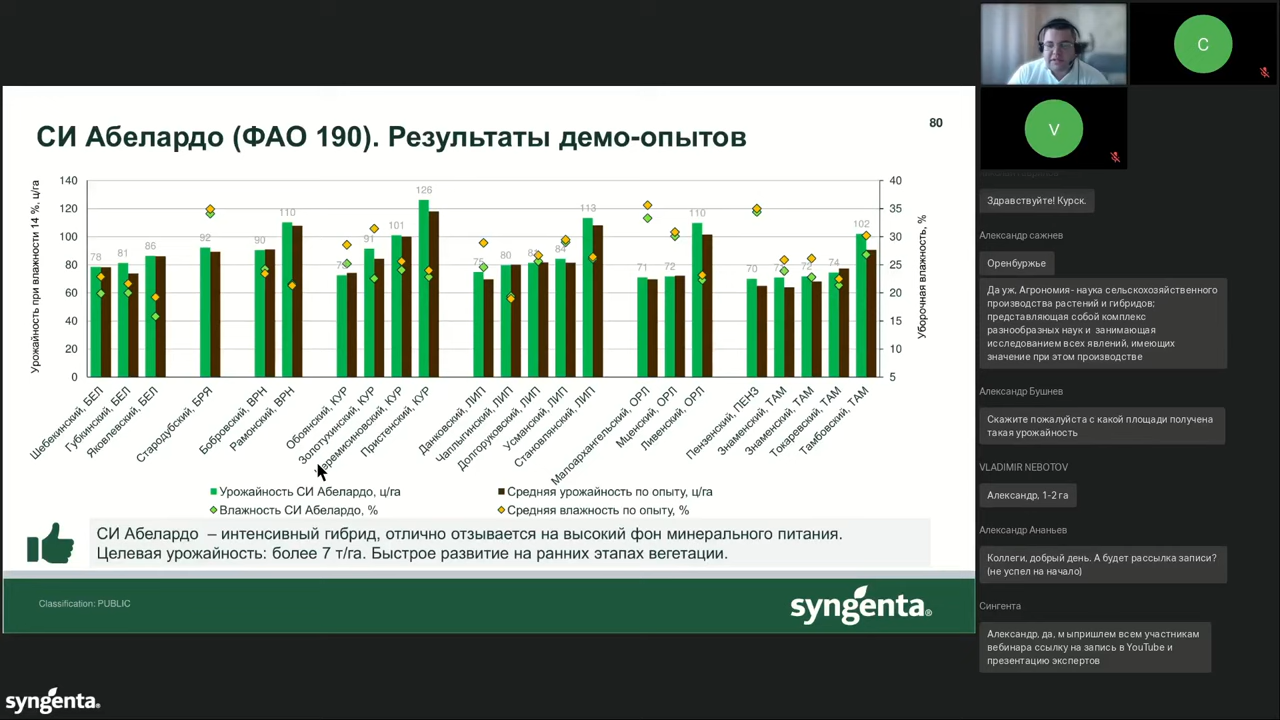 СИ Абелардо (ФАО 190). Результаты демо-опытов
80
Урожайность при влажности 14 %, ц/га
140
120
100
80
60
40
20
0
78
81
86
92
90
110
91
101
126
75
80
84
113
71
72
110
70
74
102
40
35
30
25
20
15
10
5
Уборочная влажность, %
Шебекинский, БЕЛ
Губкинский, БЕЛ
Яковлевский, БЕЛ
Стародубский, БРЯ
Бобровский, ВРН
Рамонский, ВРН
Обоянский, КУР
Золотухинский, КУР
Черемисиновский, КУР
Пристенский, КУР
Данковский, ЛИП
Чаплыгинский, ЛИП
Долгоруковский, ЛИП
Усманский, ЛИП
Становлянский, ЛИП
Малоархангельский, ОРЛ
Мценский, ОРЛ
Ливенский, ОРЛ
Пензенский, ПЕНЗ
Знаменский, ТАМ
Знаменский, ТАМ
Токаревский, ТАМ
Тамбовский, ТАМ
Урожайность СИ Абелардо, ц/га
Средняя урожайность по опыту, ц/га
Влажность СИ Абелардо, %
Средняя влажность по опыту, %
СИ Абелардо – интенсивный гибрид, отлично отзывается на высокий фон минерального питания.
Целевая урожайность: более 7 т/га. Быстрое развитие на ранних этапах вегетации.
Classification: PUBLIC
syngenta®
syngenta.
C
V
Здравствуйте! Курск.
Александр сажнев
Оренбуржье
Да уж, Агрономия- наука сельскохозяйственного
производства растений и гибридов;
представляющая собой комплекс
разнообразных наук и занимающая
исследованием всех явлений, имеющих
значение при этом производстве
Александр Бушнев
Скажите пожалуйста с какой площади получена
такая урожайность
VLADIMIR NEBOTOV
Александр, 1-2 га
Александр Ананьев
Коллеги, добрый день. А будет рассылка записи?
(не успел на начало)
Сингента
Александр, да, м ыпришлем всем участникам
вебинара ссылку на запись в YouTube и
презентацию экспертов